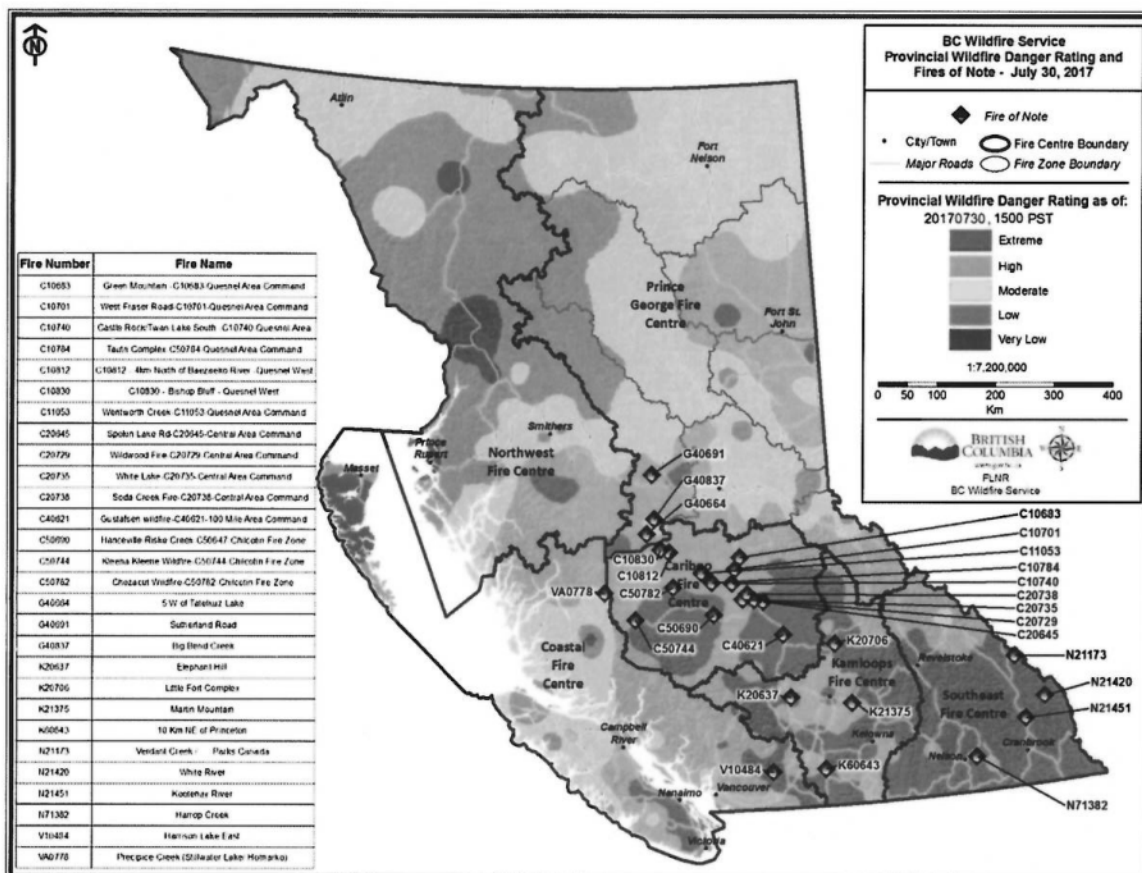 N
BC Wildfire Service
Provincial Wildfire Danger Rating and
Fires of Note - July 30, 2017
Fire of Note
City/Town
Fire Centre Boundary
Major Roads
Fire Zone Boundary
Provincial Wildfire Danger Rating as of:
20170730, 1500 PST
Extreme
High
Moderate
Low
Very Low
1:7,200,000
0 50 100 200 300 400
Km
BRITISH
COLUMBIA
FLNR
BC Wildfire Service
Fire Number Fire Name
C10683 Green Mountain -C10683-Quesnel Area Command
C10701 West Fraser Road-C10701-Quesnel Area Command
C10740 Castle Rock/Twan Lake South -C10740 Quesnel Area
C10784 Tautri Complex C50784-Quesnel Area Command
C10812 C10812 - 4km North of Baezaeko River -Quesnel West
C10830 C10830 - Bishop Bluff - Quesnel West
C11053 Wentworth Creek-C11053-Quesnel Area Command
C20645 Spokin Lake Rd-C20645-Central Area Command
C20729 Wildwood Fire-C20729-Central Area Command
C20735 White Lake-C20735-Central Area Command
C20738 Soda Creek Fire-C20738-Central Area Command
C40621 Gustafsen wildfire-C40621-100 Mile Area Command
C50690 Hanceville Riske Creek C50647 Chilcotin Fire Zone
C50744 Kleena Kleene Wildfire-C50744 Chilcotin Fire Zone
C50782 Chezacut Wildfire-C50782 Chilcotin Fire Zone
G40664 5 W of Tatelkuz Lake
G40691 Sutherland Road
G40837 Big Bend Creek
K20637 Elephant Hill
K20706 Little Fort Complex
K21375 Martin Mountain
K60643 10 Km NE of Princeton
N21173 Verdant Creek / Parks Canada
N21420 White River
N21451 Kootenay River
N71382 Harrop Creek
V10484 Harrison Lake East
VA0778 Precipice Creek (Stillwater Lake/ Homarko)
Atlin
Fort
Nelson
Prince
George Fire
Centre
Fort St.
John
Smithers
Prince
Rupert
Northwest
Fire Centre
Masset
G40691
G40837
G40664
C10683
C10701
C11053
C10784
C10740
C20738
C20735
C20729
C20645
C10830
C10812
C50782
Cariboo
Fire
Centre
VA0778
C50690
C50744
C40621
K20706
Coastal
Fire
Centre
Kamloops
Fire Centre
Revelstoke
N21173
N21420
N21451
Southeast
Fire Centre
K20637
K21375
Kelowna
Cranbrook
Nelson
Campbell
River
V10484
K60643
N71382
Vancouver
Nanaimo
Victoria